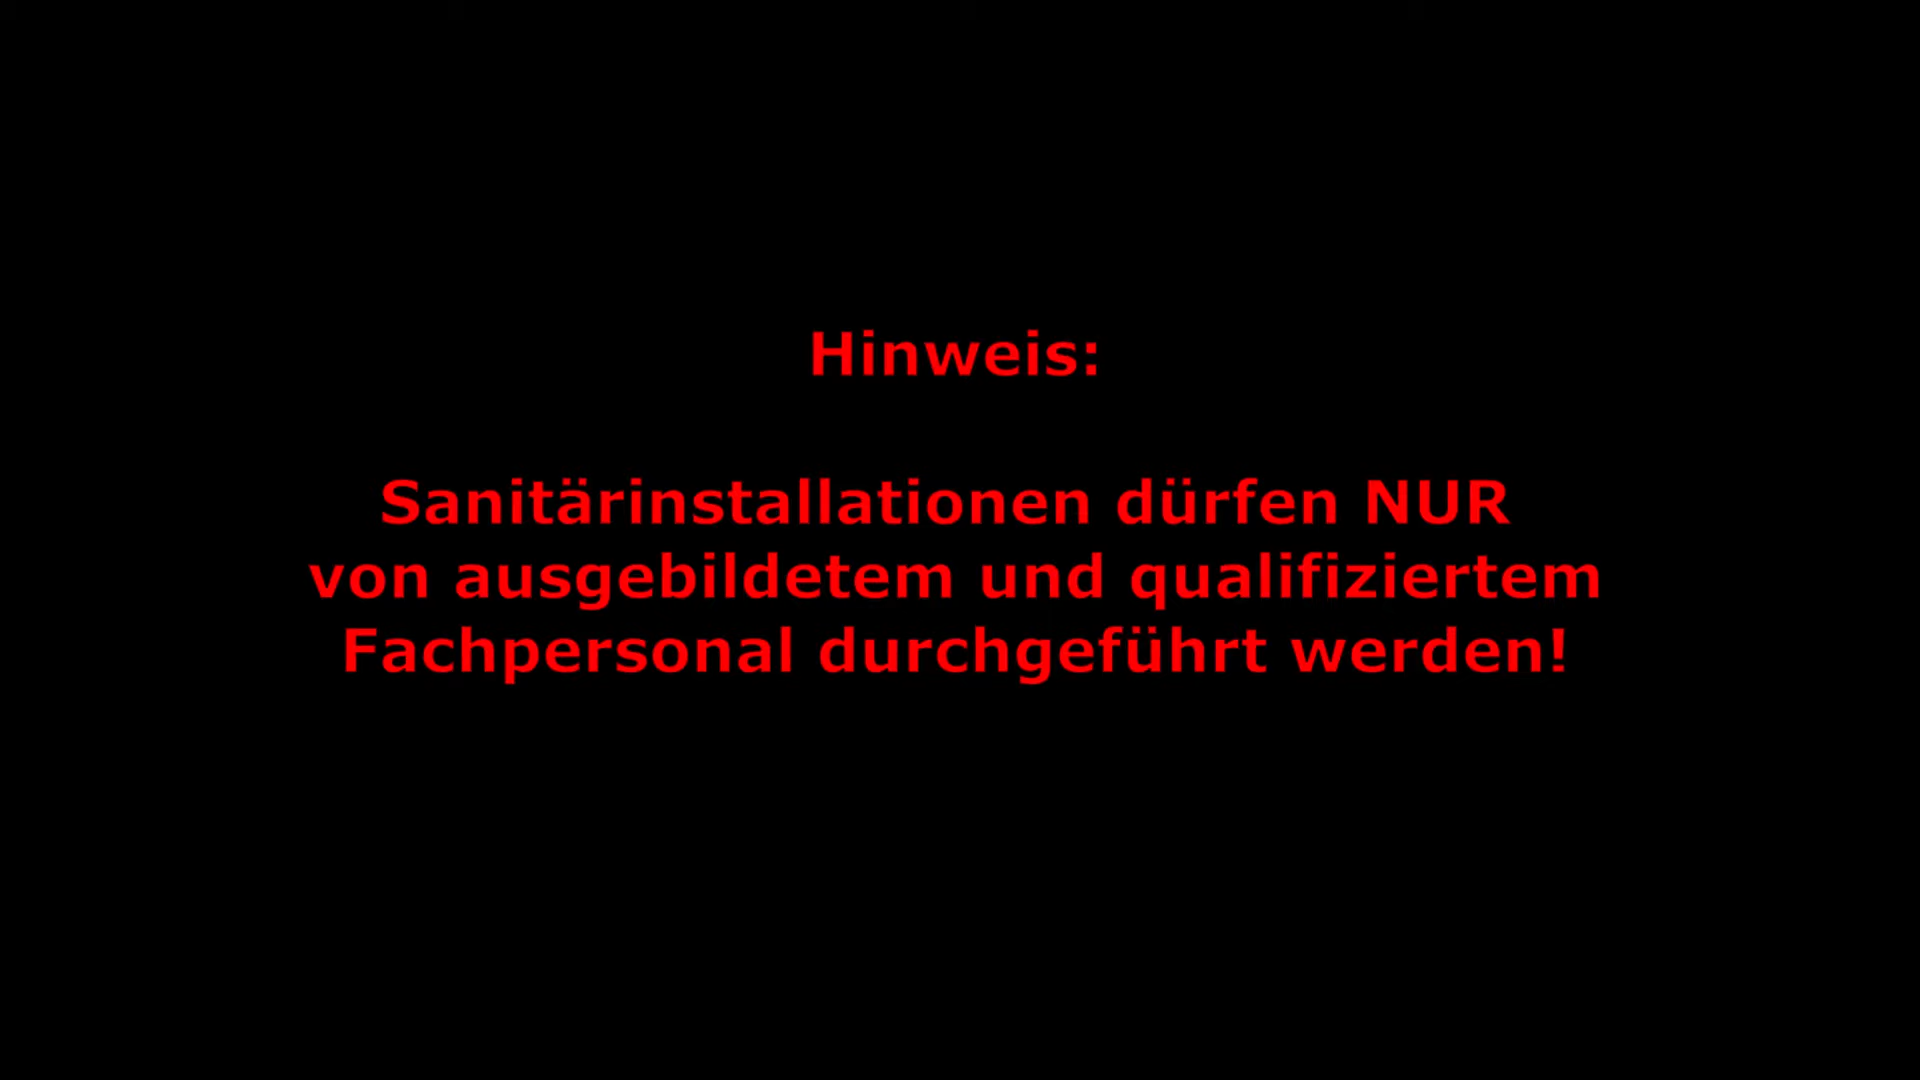 Hinweis:
Sanitärinstallationen dürfen NUR
von ausgebildetem und qualifiziertem
Fachpersonal durchgeführt werden!